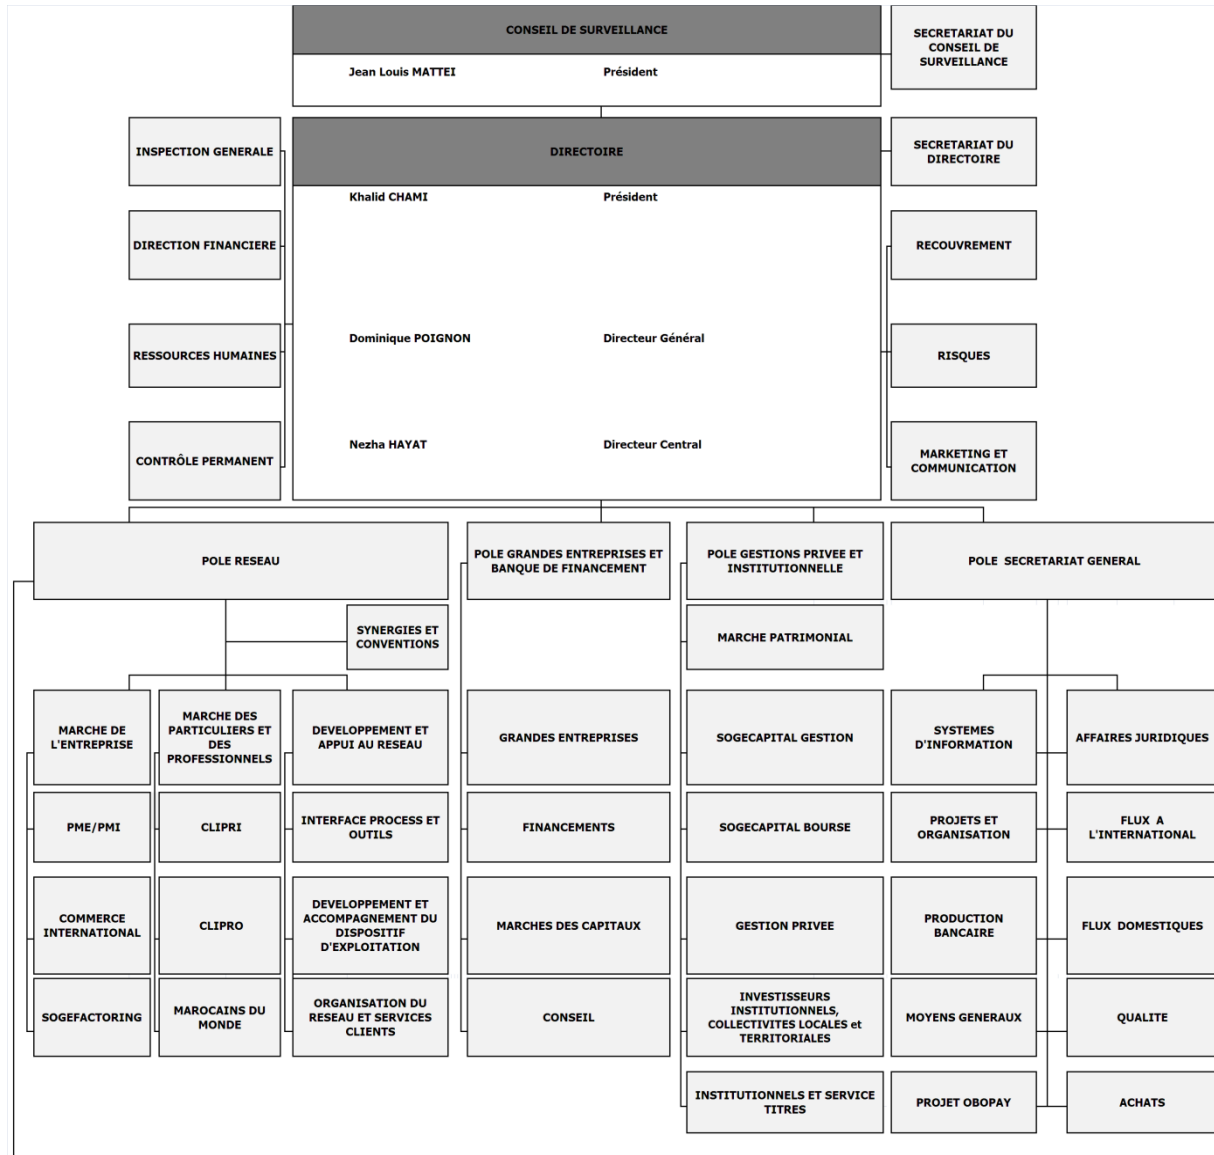 CONSEIL DE SURVEILLANCE
Jean Louis MATTEI Président
SECRETARIAT DU
CONSEIL DE
SURVEILLANCE
INSPECTION GENERALE
DIRECTOIRE
SECRETARIAT DU
DIRECTOIRE
Khalid CHAMI Président
DIRECTION FINANCIERE
RECOUVREMENT
Dominique POIGNON Directeur Général
RESSOURCES HUMAINES
RISQUES
Nezha HAYAT Directeur Central
CONTRÔLE PERMANENT
MARKETING ET
COMMUNICATION
POLE RESEAU
POLE GRANDES ENTREPRISES ET
BANQUE DE FINANCEMENT
POLE GESTIONS PRIVEE ET
INSTITUTIONNELLE
POLE SECRETARIAT GENERAL
SYNERGIES ET
CONVENTIONS
MARCHE PATRIMONIAL
MARCHE DE
L'ENTREPRISE
MARCHE DES
PARTICULIERS ET
DES
PROFESSIONNELS
DEVELOPPEMENT ET
APPUI AU RESEAU
GRANDES ENTREPRISES
SOGECAPITAL GESTION
SYSTEMES
D'INFORMATION
AFFAIRES JURIDIQUES
PME/PMI
CLIPRI
INTERFACE PROCESS ET
OUTILS
FINANCEMENTS
SOGECAPITAL BOURSE
PROJETS ET
ORGANISATION
FLUX A
L'INTERNATIONAL
COMMERCE
INTERNATIONAL
CLIPRO
DEVELOPPEMENT ET
ACCOMPAGNEMENT DU
DISPOSITIF
D'EXPLOITATION
MARCHES DES CAPITAUX
GESTION PRIVEE
PRODUCTION
BANCAIRE
FLUX DOMESTIQUES
SOGEFACTORING
MAROCAINS DU
MONDE
ORGANISATION DU
RESEAU ET SERVICES
CLIENTS
CONSEIL
INVESTISSEURS
INSTITUTIONNELS,
COLLECTIVITES LOCALES et
TERRITORIALES
MOYENS GENERAUX
QUALITE
INSTITUTIONNELS ET SERVICE
TITRES
PROJET OBOPAY
ACHATS